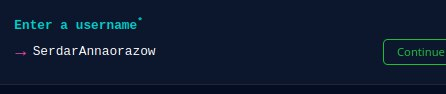 Enter a username*
→ SerdarAnnaorazow
Continue